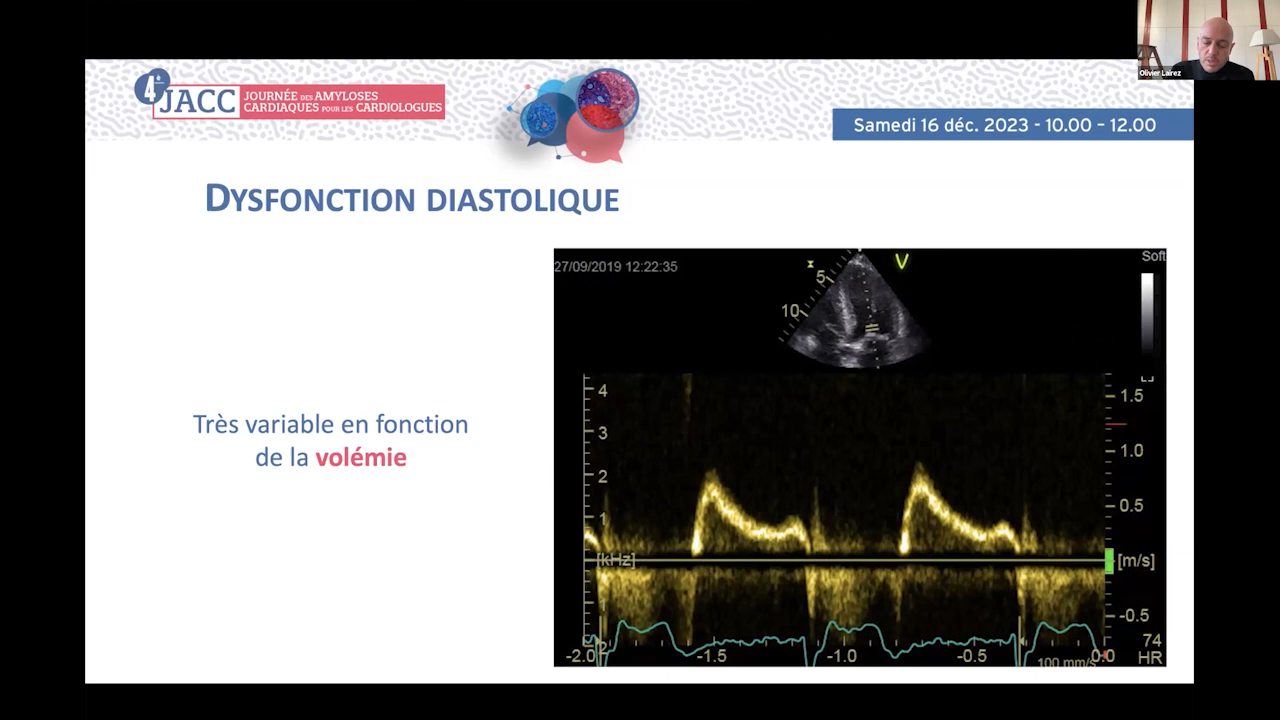 Olivier Lairez
4è
JACC
JOURNÉE DES AMYLOSES
CARDIAQUES POUR LES CARDIOLOGUES
Samedi 16 déc. 2023 - 10.00 – 12.00
DYSFONCTION DIASTOLIQUE
Très variable en fonction
de la volémie
27/09/2019 12:22:35
V
Soft
5
10
4
3
2
1
[kHz]
1.5
1.0
0.5
[m/s]
-0.5
74
HR
-2.0
-1.5
-1.0
-0.5
0.0
100 mm/s